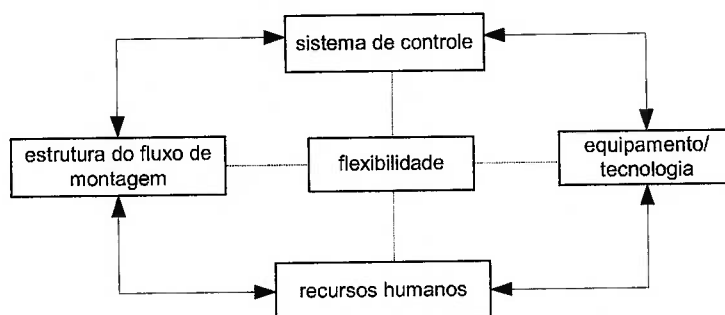 sistema de controle
estrutura do fluxo de
montagem
flexibilidade
equipamento/
tecnologia
recursos humanos